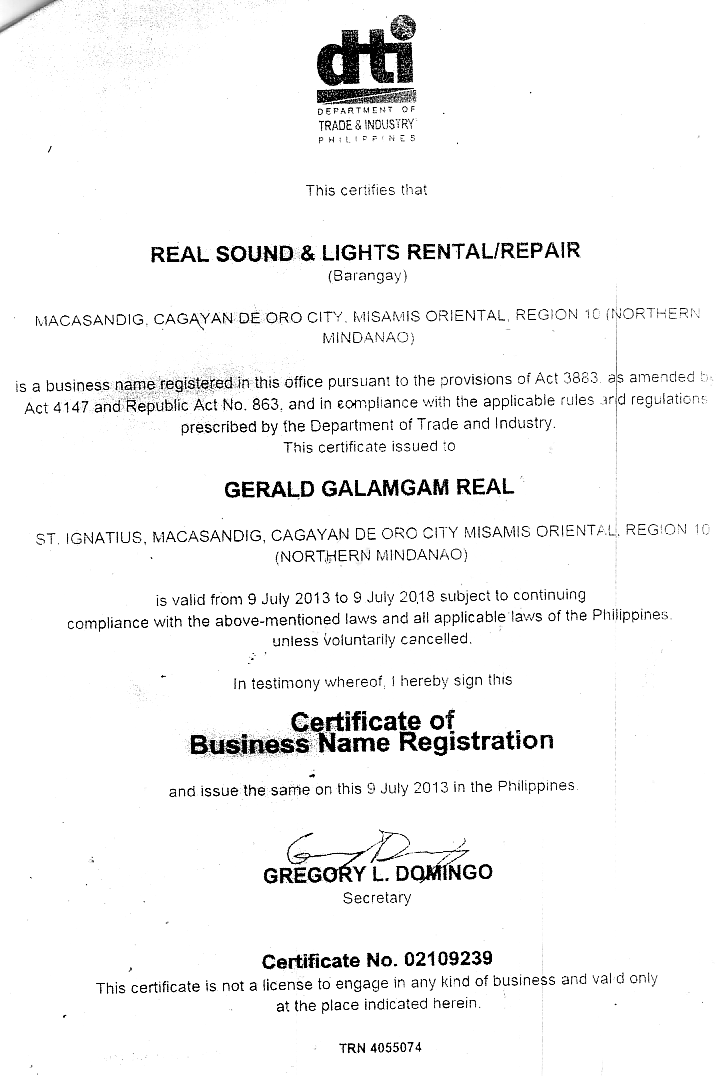 dti
DEPARTMENT OF
TRADE & INDUSTRY
PHILIPPINES
This certifies that
REAL SOUND & LIGHTS RENTAL/REPAIR
(Barangay)
MACASANDIG, CAGAYAN DE ORO CITY, MISAMIS ORIENTAL, REGION 10 (NORTHERN
MINDANAO)
is a business name registered in this office pursuant to the provisions of Act 3883, as amended b
Act 4147 and Republic Act No. 863, and in compliance with the applicable rules and regulations
prescribed by the Department of Trade and Industry.
This certificate issued to
GERALD GALAMGAM REAL
ST. IGNATIUS, MACASANDIG, CAGAYAN DE ORO CITY MISAMIS ORIENTAL, REGION 10
(NORTHERN MINDANAO)
is valid from 9 July 2013 to 9 July 2018 subject to continuing
compliance with the above-mentioned laws and all applicable laws of the Philippines,
unless voluntarily cancelled.
In testimony whereof, I hereby sign this
Certificate of
Business Name Registration
and issue the same on this 9 July 2013 in the Philippines.
GREGORY L. DOMINGO
Secretary
Certificate No. 02109239
This certificate is not a license to engage in any kind of business and valid only
at the place indicated herein.
TRN 4055074